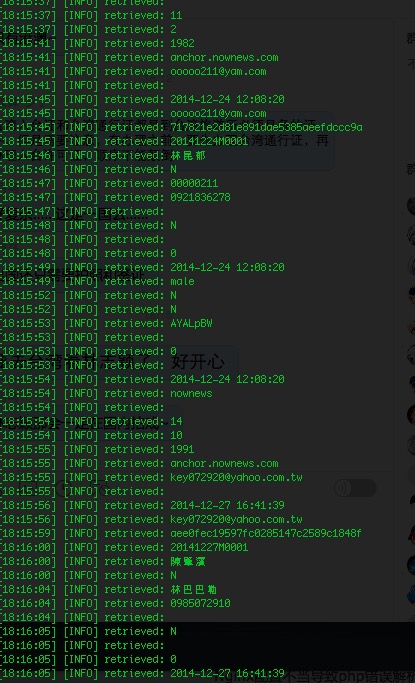 [18:15:37] [INFO] retrieved:
[18:15:37] [INFO] retrieved: 11
[18:15:37] [INFO] retrieved: 2
[18:15:41] [INFO] retrieved: 1982
[18:15:41] [INFO] retrieved: anchor.nownews.com
[18:15:41] [INFO] retrieved: ooooo211@yam.com
[18:15:41] [INFO] retrieved:
[18:15:45] [INFO] retrieved: 2014-12-24 12:08:20
[18:15:45] [INFO] retrieved: ooooo211@yam.com
[18:15:45] [INFO] retrieved: 717821e2d81e891dae5385aeefdccc9a
[18:15:46] [INFO] retrieved: 20141224M0001
[18:15:46] [INFO] retrieved: 林昆郁
[18:15:46] [INFO] retrieved: N
[18:15:47] [INFO] retrieved: 00000211
[18:15:47] [INFO] retrieved: 0921836278
[18:15:47] [INFO] retrieved:
[18:15:48] [INFO] retrieved: N
[18:15:48] [INFO] retrieved:
[18:15:48] [INFO] retrieved: 0
[18:15:49] [INFO] retrieved: 2014-12-24 12:08:20
[18:15:49] [INFO] retrieved: male
[18:15:52] [INFO] retrieved: N
[18:15:52] [INFO] retrieved: N
[18:15:53] [INFO] retrieved: AYALpBW
[18:15:53] [INFO] retrieved:
[18:15:53] [INFO] retrieved: 0
[18:15:53] [INFO] retrieved:
好开心
[18:15:54] [INFO] retrieved: 2014-12-24 12:08:20
[18:15:54] [INFO] retrieved: nownews
[18:15:54] [INFO] retrieved:
[18:15:54] [INFO] retrieved: 14
[18:15:54] [INFO] retrieved: 10
[18:15:55] [INFO] retrieved: 1991
[18:15:55] [INFO] retrieved: anchor.nownews.com
[18:15:55] [INFO] retrieved: key072920@yahoo.com.tw
[18:15:55] [INFO] retrieved:
[18:15:56] [INFO] retrieved: 2014-12-27 16:41:39
[18:15:56] [INFO] retrieved: key072920@yahoo.com.tw
[18:15:59] [INFO] retrieved: aee0fec19597fc0285147c2589c1848f
[18:16:00] [INFO] retrieved: 20141227M0001
[18:16:00] [INFO] retrieved:
[18:16:00] [INFO] retrieved: N
[18:16:04] [INFO] retrieved: 林巴巴勒
[18:16:04] [INFO] retrieved: 0985072910
[18:16:04] [INFO] retrieved:
[18:16:05] [INFO] retrieved: N
[18:16:05] [INFO] retrieved:
[18:16:05] [INFO] retrieved: 0
[18:16:05] [INFO] retrieved: 2014-12-27 16:41:39